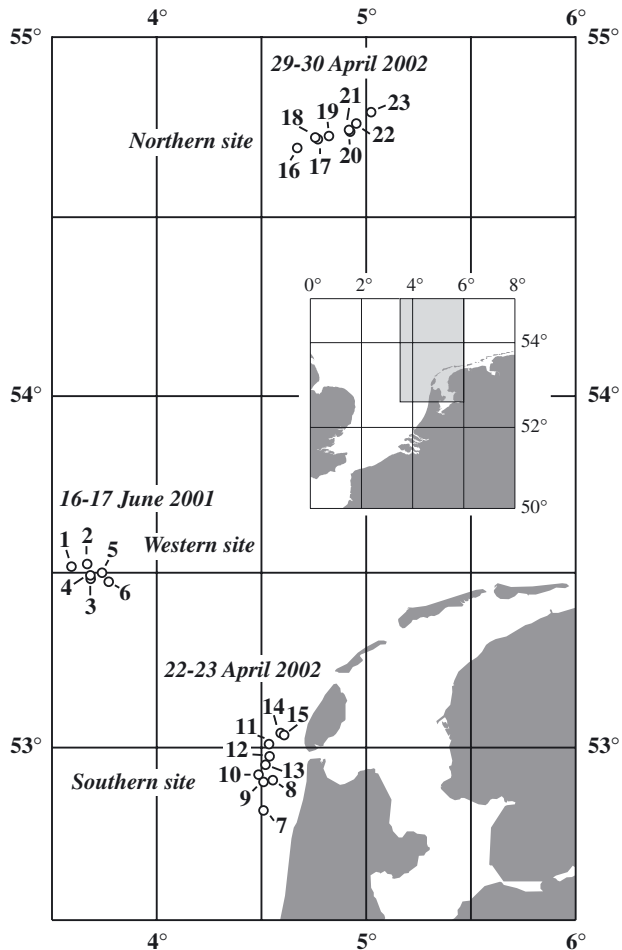 4° 5° 6°
55° 55°
29-30 April 2002
21 23
18 19
Northern site
22
16 17 20
0° 2° 4° 6° 8°
54°
54° 54°
52°
50°
16-17 June 2001
1 2 5
Western site
4 3 6
22-23 April 2002
14 15
11
53° 12 53°
10 13
Southern site 8
9
7
4° 5° 6°